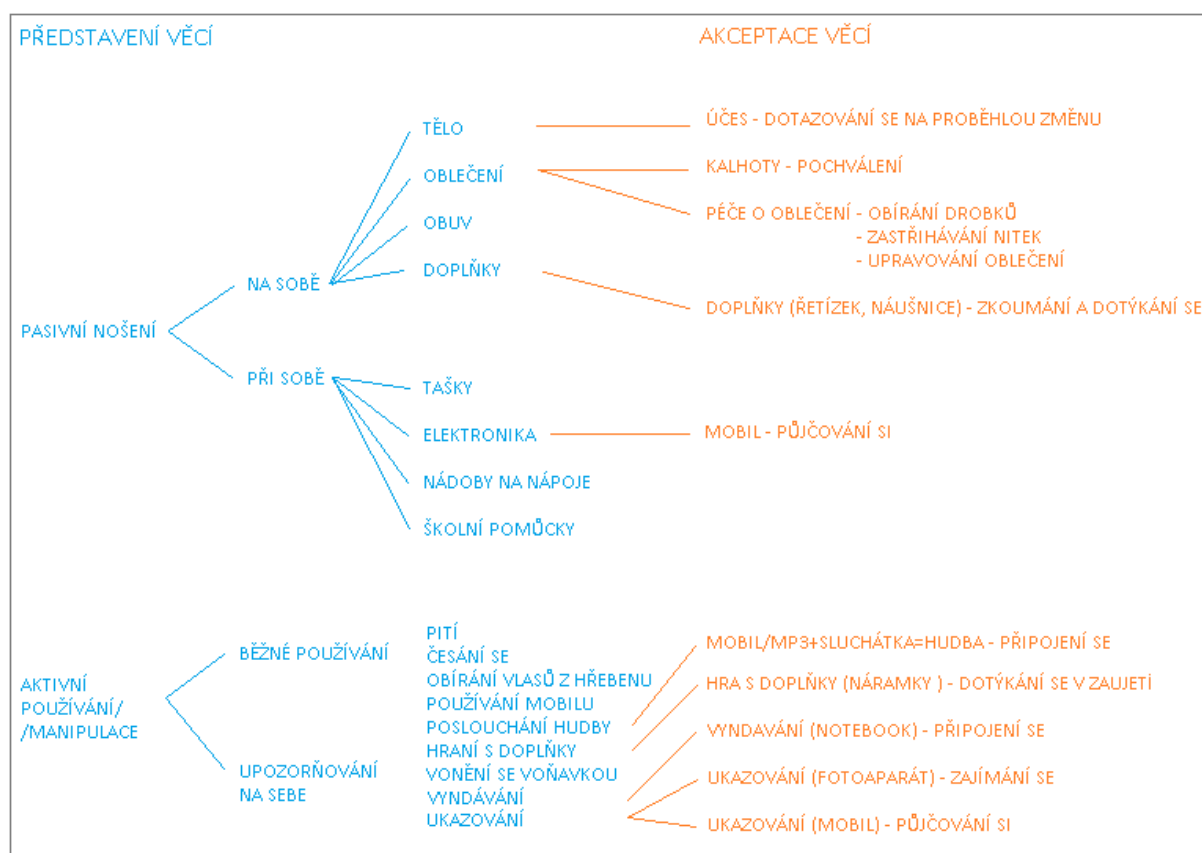 PŘEDSTAVENÍ VĚCÍ
AKCEPTACE VĚCÍ
TĚLO
ÚČES - DOTAZOVÁNÍ SE NA PROBĚHLOU ZMĚNU
OBLEČENÍ
KALHOTY - POCHVÁLENÍ
OBUV
PÉČE O OBLEČENÍ - OBÍRÁNÍ DROBKŮ
- ZASTŘIHÁVÁNÍ NITEK
- UPRAVOVÁNÍ OBLEČENÍ
NA SOBĚ
DOPLŇKY
DOPLŇKY (ŘETÍZEK, NÁUŠNICE) - ZKOUMÁNÍ A DOTÝKÁNÍ SE
PASIVNÍ NOŠENÍ
PŘI SOBĚ
TAŠKY
ELEKTRONIKA
MOBIL - PŮJČOVÁNÍ SI
NÁDOBY NA NÁPOJE
ŠKOLNÍ POMŮCKY
AKTIVNÍ
POUŽÍVÁNÍ/
/MANIPULACE
BĚŽNÉ POUŽÍVÁNÍ
UPOZORŇOVÁNÍ
NA SEBE
PITÍ
ČESÁNÍ SE
OBÍRÁNÍ VLASŮ Z HŘEBENU
POUŽÍVÁNÍ MOBILU
POSLOUCHÁNÍ HUDBY
HRANÍ S DOPLŇKY
VONĚNÍ SE VOŇAVKOU
VYNDÁVÁNÍ
UKAZOVÁNÍ
MOBIL/MP3+SLUCHÁTKA=HUDBA - PŘIPOJENÍ SE
HRA S DOPLŇKY (NÁRAMKY ) - DOTÝKÁNÍ SE V ZAUJETÍ
VYNDAVÁNÍ (NOTEBOOK) - PŘIPOJENÍ SE
UKAZOVÁNÍ (FOTOAPARÁT) - ZAJÍMÁNÍ SE
UKAZOVÁNÍ (MOBIL) - PŮJČOVÁNÍ SI